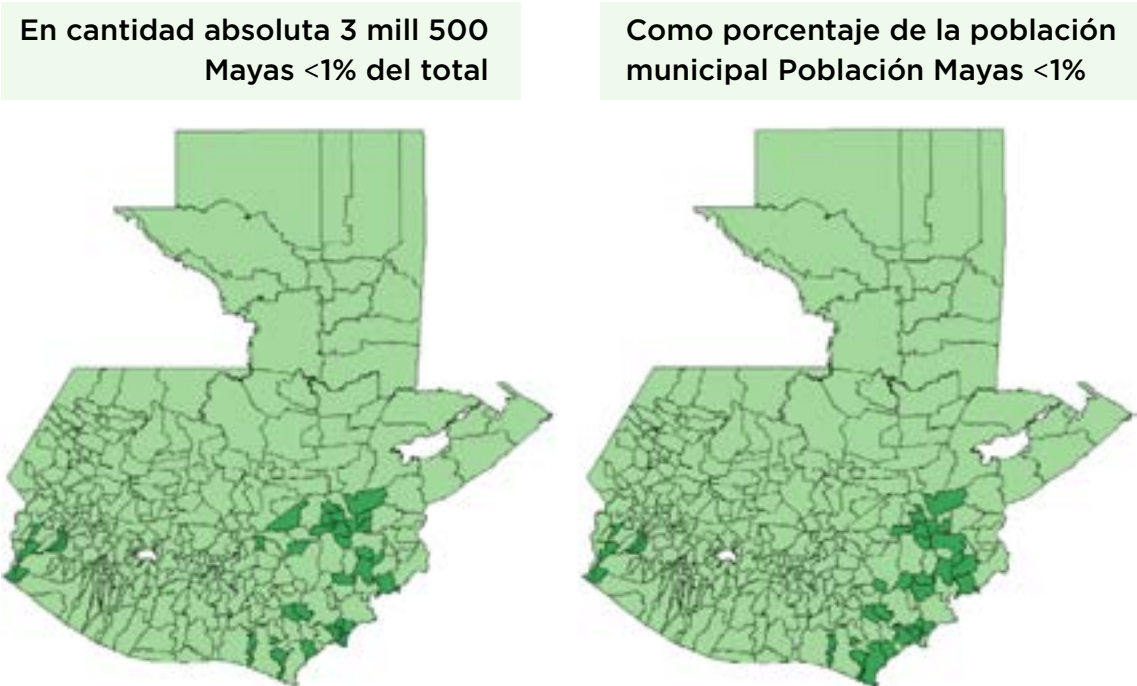 En cantidad absoluta 3 mill 500
Mayas <1% del total
Como porcentaje de la población
municipal Población Mayas <1%